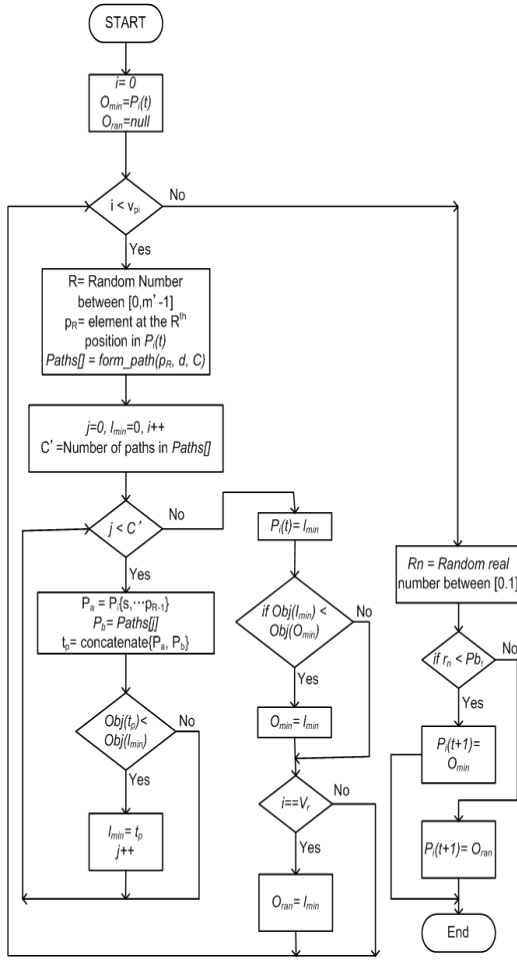 START
i= 0
Omin=Pi(t)
Oran=null
i < vpi
No
Yes
R= Random Number
between [0,m'-1]
pR= element at the Rth
position in Pi(t)
Paths[] = form_path(pR, d, C)
j=0, Imin=0, i++
C' =Number of paths in Paths[]
j < C'
No
Yes
Pa = Pi{s,···pR-1}
Pb= Paths[j]
tp= concatenate{Pa, Pb}
Obj(tp)<
Obj(Imin)
No
Yes
Imin= tp
j++
Pi(t)= Imin
if Obj(Imin) <
Obj(Omin)
No
Yes
Omin= Imin
i==Vr
No
Yes
Oran= Imin
Rn = Random real
number between [0.1]
if rn < Pbr
No
Yes
Pi(t+1)=
Omin
Pi(t+1)= Oran
End